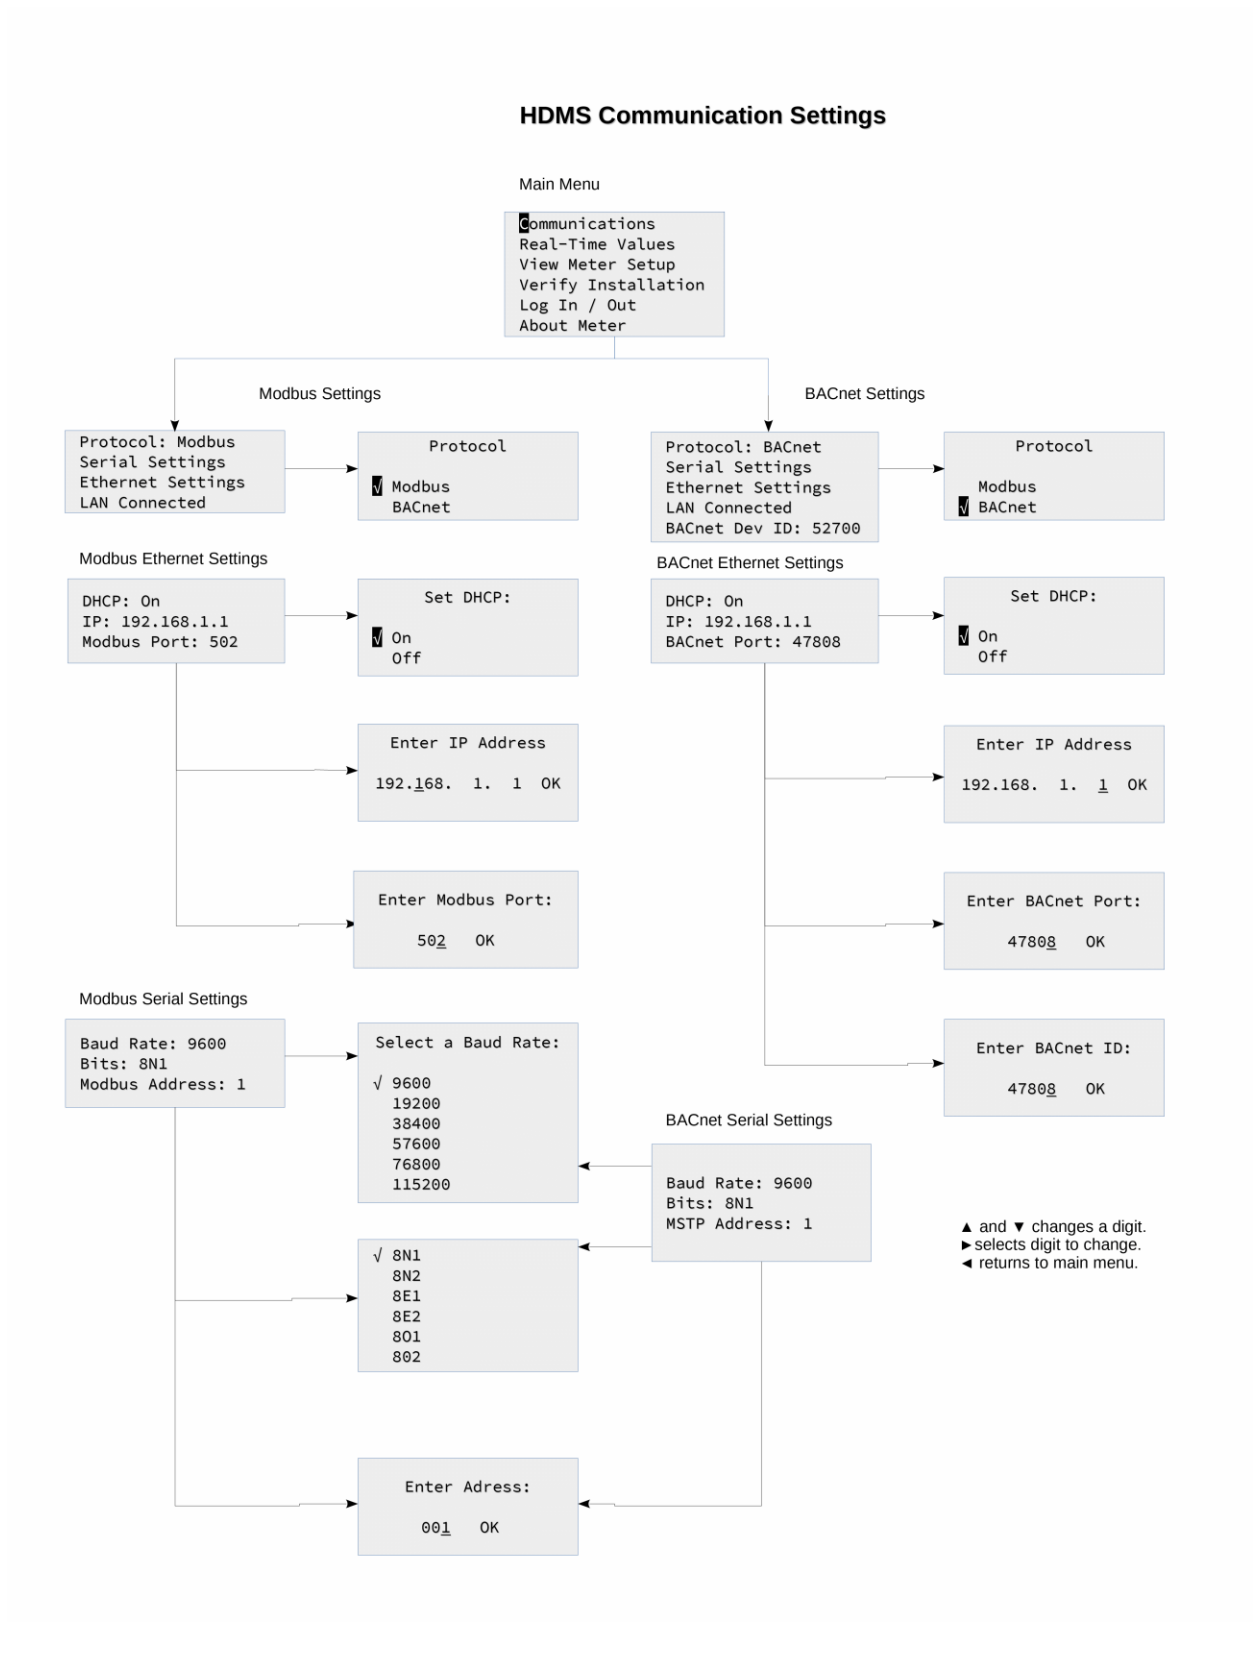 HDMS Communication Settings
Main Menu
Communications
Real-Time Values
View Meter Setup
Verify Installation
Log In / Out
About Meter
Modbus Settings
Protocol: Modbus
Serial Settings
Ethernet Settings
LAN Connected
Protocol
√ Modbus
BACnet
BACnet Settings
Protocol: BACnet
Serial Settings
Ethernet Settings
LAN Connected
BACnet Dev ID: 52700
Protocol
Modbus
√ BACnet
Modbus Ethernet Settings
DHCP: On
IP: 192.168.1.1
Modbus Port: 502
Set DHCP:
√ On
Off
BACnet Ethernet Settings
DHCP: On
IP: 192.168.1.1
BACnet Port: 47808
Set DHCP:
√ On
Off
Enter IP Address
192.168. 1. 1 OK
Enter IP Address
192.168. 1. 1 OK
Enter Modbus Port:
502 OK
Enter BACnet Port:
47808 OK
Modbus Serial Settings
Baud Rate: 9600
Bits: 8N1
Modbus Address: 1
Select a Baud Rate:
√ 9600
19200
38400
57600
76800
115200
Enter BACnet ID:
47808 OK
BACnet Serial Settings
Baud Rate: 9600
Bits: 8N1
MSTP Address: 1
▲ and ▼ changes a digit.
► selects digit to change.
◄ returns to main menu.
√ 8N1
8N2
8E1
8E2
8O1
8O2
Enter Adress:
001 OK